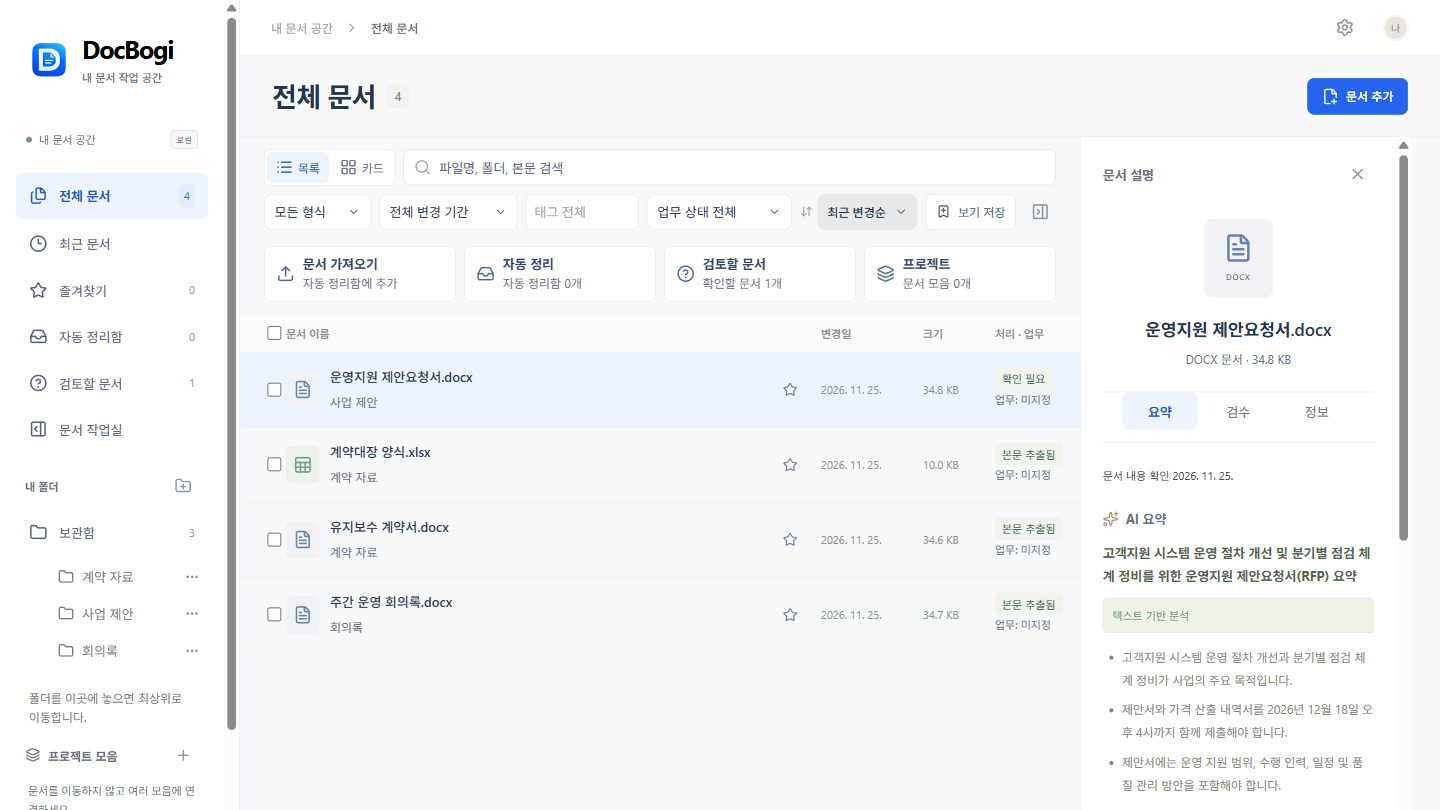 DocBogi
내 문서 작업 공간
내 문서 공간
로컬
전체 문서
4
최근 문서
즐겨찾기
0
자동 정리함
0
검토할 문서
1
문서 작업실
내 폴더
보관함
3
계약 자료
사업 제안
회의록
폴더를 이곳에 놓으면 최상위로
이동합니다.
프로젝트 모음
문서를 이동하지 않고 여러 모음에 연
결하세요
내 문서 공간 > 전체 문서
나
전체 문서 4
문서 추가
목록
카드
파일명, 폴더, 본문 검색
모든 형식
전체 변경 기간
태그 전체
업무 상태 전체
최근 변경순
보기 저장
문서 가져오기
자동 정리함에 추가
자동 정리
자동 정리함 0개
검토할 문서
확인할 문서 1개
프로젝트
문서 모음 0개
문서 이름 변경일 크기 처리 · 업무
운영지원 제안요청서.docx
사업 제안
2026. 11. 25.
34.8 KB
확인 필요
업무: 미지정
계약대장 양식.xlsx
계약 자료
2026. 11. 25.
10.0 KB
본문 추출됨
업무: 미지정
유지보수 계약서.docx
계약 자료
2026. 11. 25.
34.6 KB
본문 추출됨
업무: 미지정
주간 운영 회의록.docx
회의록
2026. 11. 25.
34.7 KB
본문 추출됨
업무: 미지정
문서 설명
DOCX
운영지원 제안요청서.docx
DOCX 문서 · 34.8 KB
요약
검수
정보
문서 내용 확인 2026. 11. 25.
AI 요약
고객지원 시스템 운영 절차 개선 및 분기별 점검 체
계 정비를 위한 운영지원 제안요청서(RFP) 요약
텍스트 기반 분석
• 고객지원 시스템 운영 절차 개선과 분기별 점검 체
계 정비가 사업의 주요 목적입니다.
• 제안서와 가격 산출 내역서를 2026년 12월 18일 오
후 4시까지 함께 제출해야 합니다.
• 제안서에는 운영 지원 범위, 수행 인력, 일정 및 품
질 관리 방안을 포함해야 합니다.